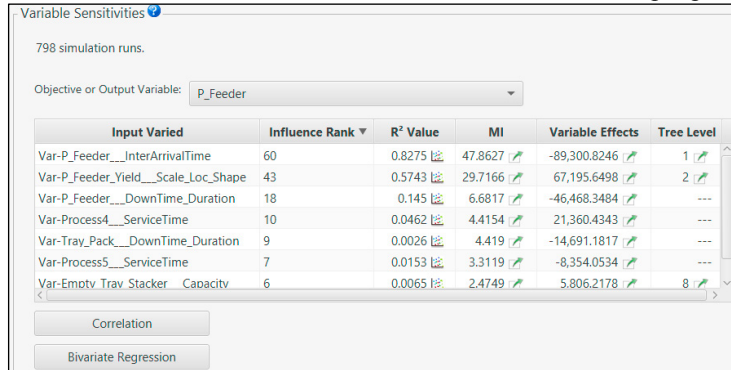 Variable Sensitivities
798 simulation runs.
Objective or Output Variable: P_Feeder
Input Varied Influence Rank ▼ R² Value MI Variable Effects Tree Level
Var-P_Feeder___InterArrivalTime 60 0.8275 47.8627 -89,300.8246 1
Var-P_Feeder_Yield___Scale_Loc_Shape 43 0.5743 29.7166 67,195.6498 2
Var-P_Feeder___DownTime_Duration 18 0.145 6.6817 -46,468.3484 ---
Var-Process4___ServiceTime 10 0.0462 4.4154 21,360.4343 ---
Var-Tray_Pack___DownTime_Duration 9 0.0026 4.419 -14,691.1817 ---
Var-Process5___ServiceTime 7 0.0153 3.3119 -8,354.0534 ---
Var-Empty_Tray_Stacker___Capacity 6 0.0065 2.4749 5,806.2178 8
Correlation
Bivariate Regression